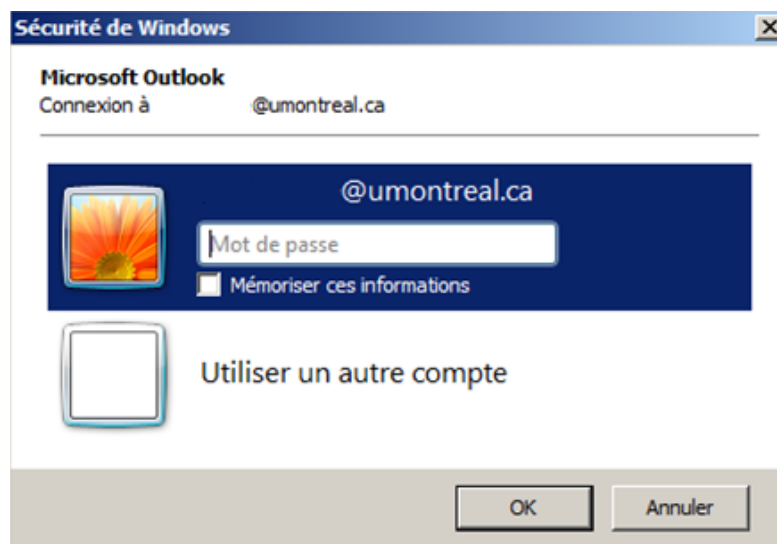 Sécurité de Windows
Microsoft Outlook
Connexion à @umontreal.ca
@umontreal.ca
Mot de passe
Mémoriser ces informations
Utiliser un autre compte
OK Annuler